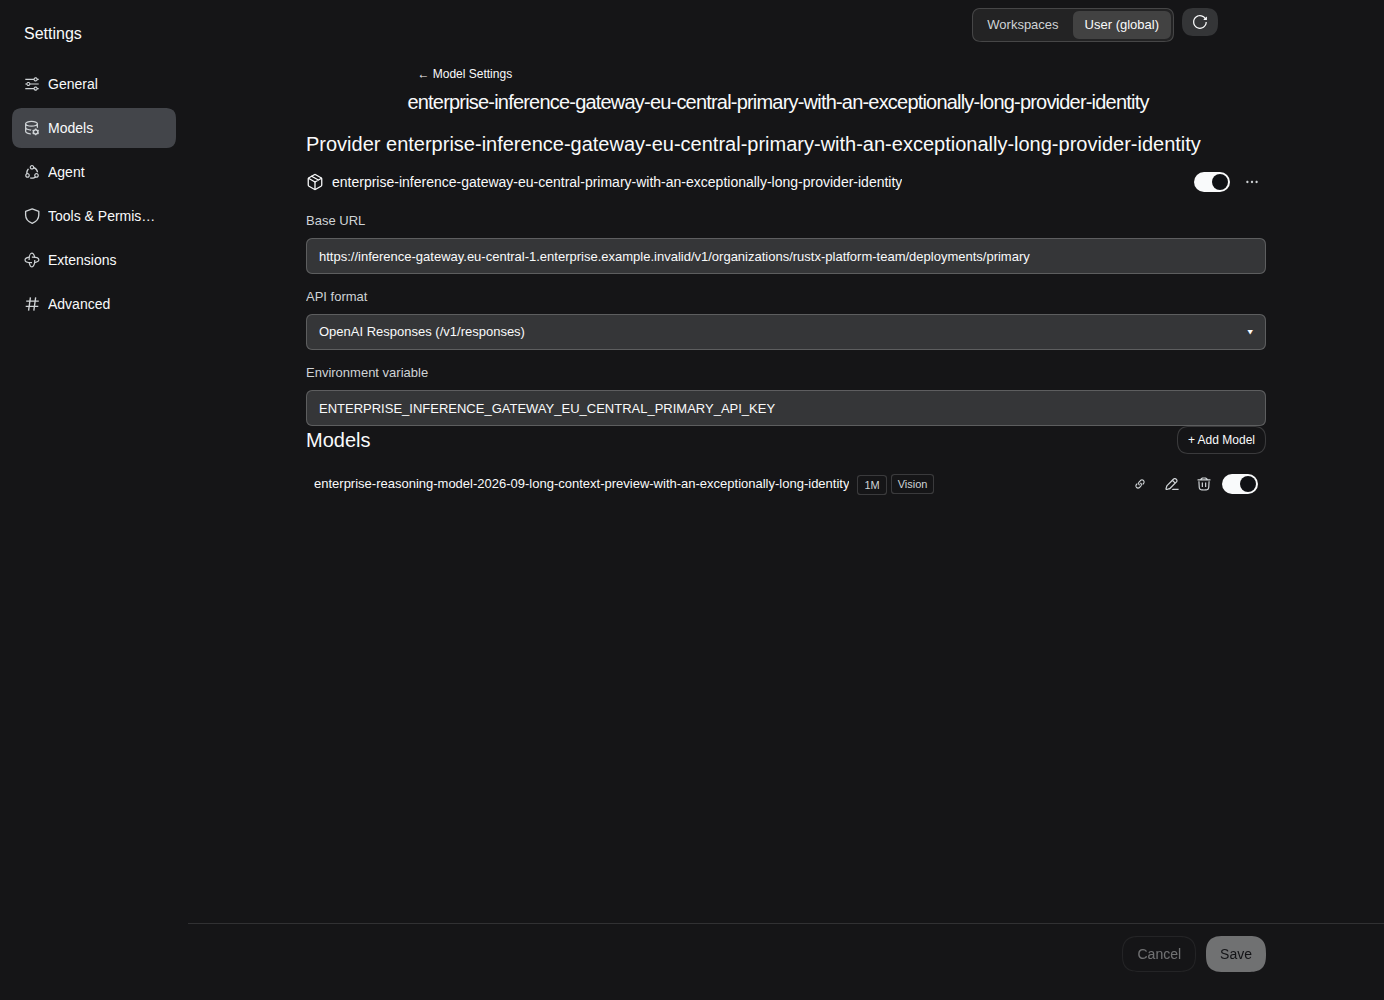 Settings
Workspaces
User (global)
General
Models
Agent
Tools & Permis…
Extensions
Advanced
← Model Settings
enterprise-inference-gateway-eu-central-primary-with-an-exceptionally-long-provider-identity
Provider enterprise-inference-gateway-eu-central-primary-with-an-exceptionally-long-provider-identity
enterprise-inference-gateway-eu-central-primary-with-an-exceptionally-long-provider-identity
Base URL
https://inference-gateway.eu-central-1.enterprise.example.invalid/v1/organizations/rustx-platform-team/deployments/primary
API format
OpenAI Responses (/v1/responses)
Environment variable
ENTERPRISE_INFERENCE_GATEWAY_EU_CENTRAL_PRIMARY_API_KEY
Models
+ Add Model
enterprise-reasoning-model-2026-09-long-context-preview-with-an-exceptionally-long-identity 1M Vision
Cancel
Save